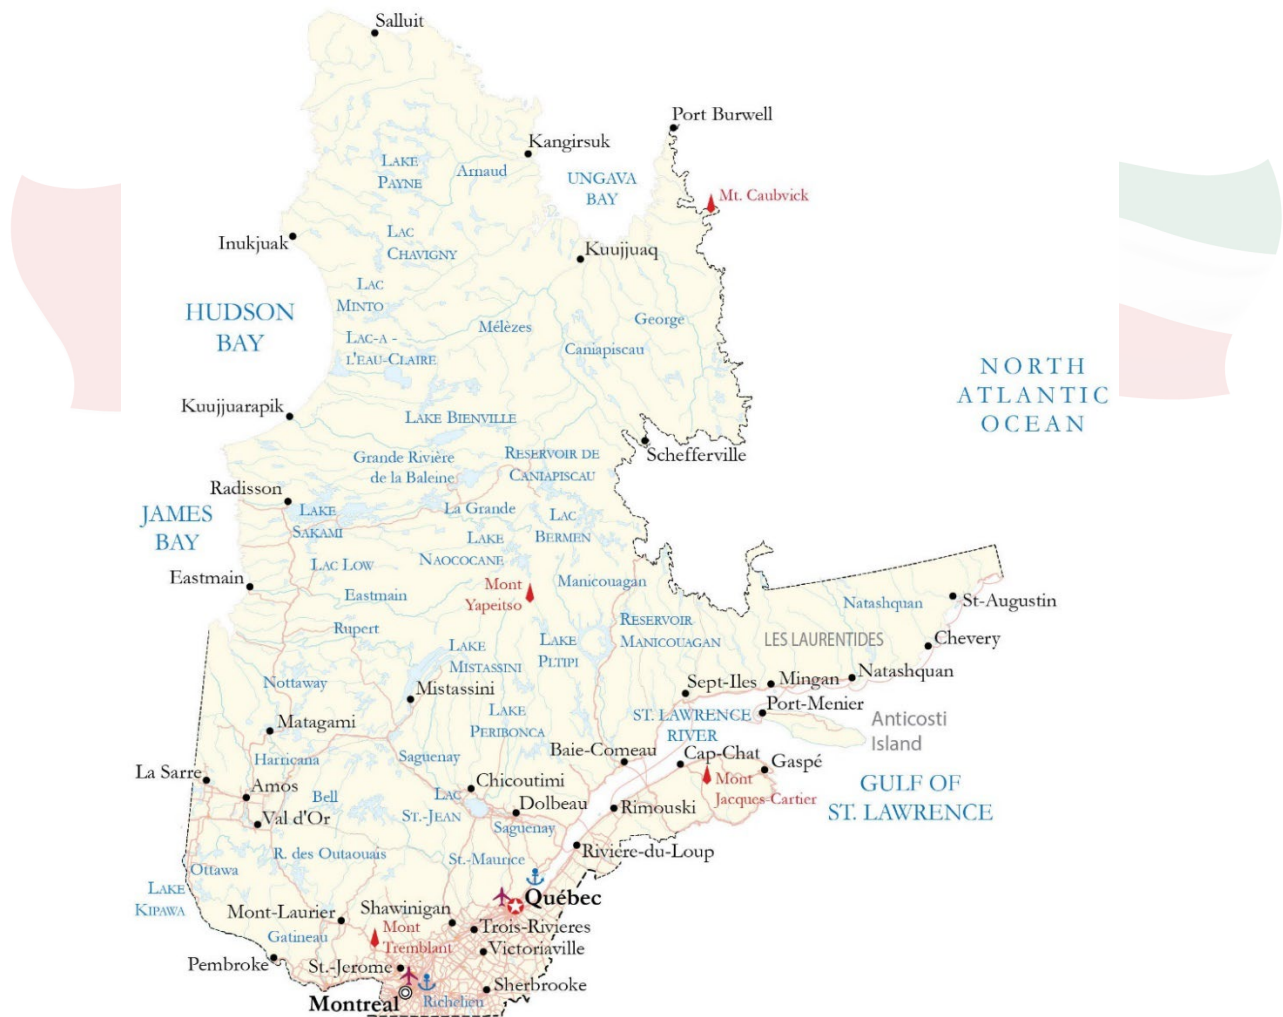 Salluit
Port Burwell
Kangirsuk
LAKE
PAYNE
Arnaud
UNGAVA
BAY
Mt. Caubvick
Inukjuak
LAC
CHAVIGNY
Kuujjuaq
LAC
MINTO
HUDSON
BAY
Mélèzes
George
LAC-A -
L'EAU-CLAIRE
Caniapiscau
NORTH
ATLANTIC
OCEAN
Kuujjuarapik
LAKE BIENVILLE
Schefferville
Grande Rivière
de la Baleine
RESERVOIR DE
CANIAPISCAU
Radisson
JAMES
BAY
LAKE
SAKAMI
La Grande
LAC
BERMEN
LAKE
NAOCOCANE
LAC LOW
Eastmain
Eastmain
Mont
Yapeitso
Manicouagan
Natashquan
St-Augustin
Rupert
RESERVOIR
MANICOUAGAN
LES LAURENTIDES
Chevery
LAKE
MISTASSINI
LAKE
PLTIPI
Nottaway
Mistassini
Sept-Iles
Mingan
Natashquan
Port-Menier
LAKE
PERIBONCA
ST. LAWRENCE
RIVER
Anticosti
Island
Matagami
Harricana
Saguenay
Baie-Comeau
Cap-Chat
Gaspé
La Sarre
Amos
Chicoutimi
Mont
Jacques-Cartier
GULF OF
ST. LAWRENCE
Bell
LAC
ST.-JEAN
Dolbeau
Rimouski
Val d'Or
Saguenay
R. des Outaouais
St.-Maurice
Riviere-du-Loup
Ottawa
LAKE
KIPAWA
Québec
Mont-Laurier
Shawinigan
Trois-Rivieres
Gatineau
Mont
Tremblant
Victoriaville
Pembroke
St.-Jerome
Sherbrooke
Montreal
Richelieu